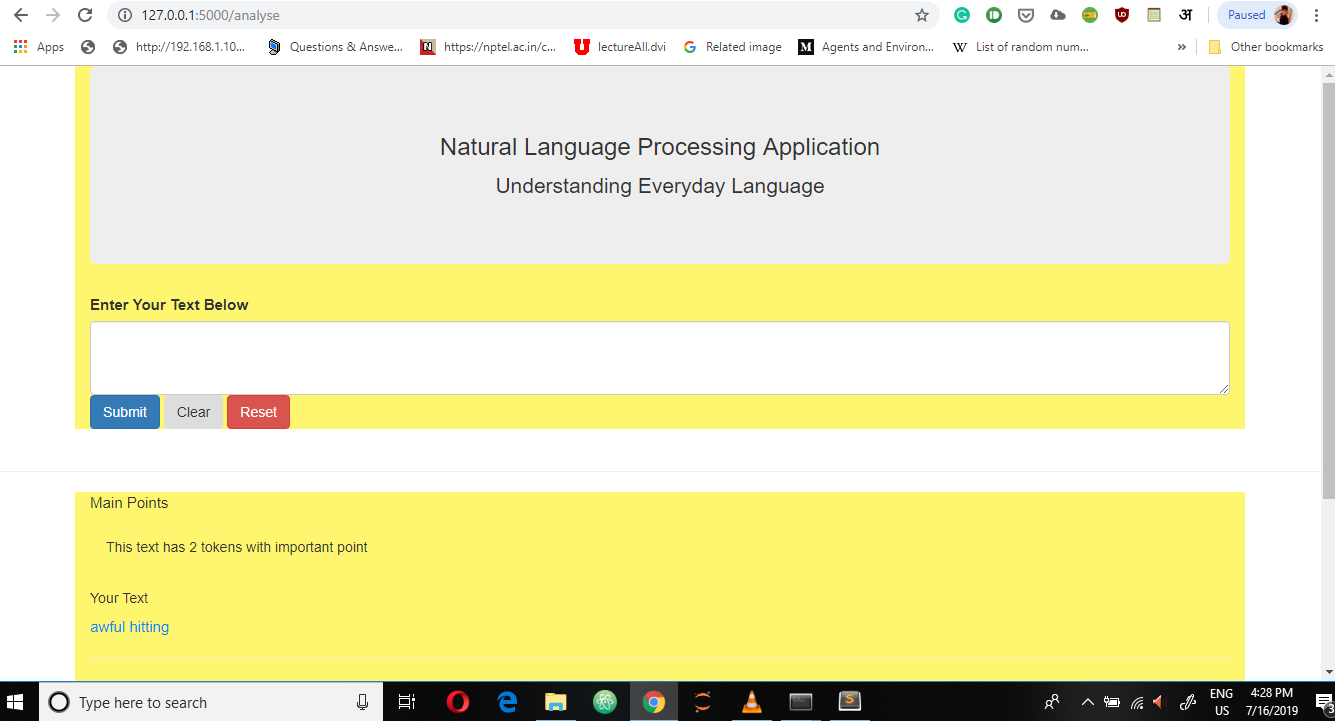 127.0.0.1:5000/analyse
अ
Paused
Apps
http://192.168.1.10...
Questions & Answe...
N
https://nptel.ac.in/c...
lectureAll.dvi
G
Related image
M
Agents and Environ...
W
List of random num...
»
Other bookmarks
Natural Language Processing Application
Understanding Everyday Language
Enter Your Text Below
Submit Clear Reset
Main Points
This text has 2 tokens with important point
Your Text
awful hitting
Type here to search
ENG
US
4:28 PM
7/16/2019
3